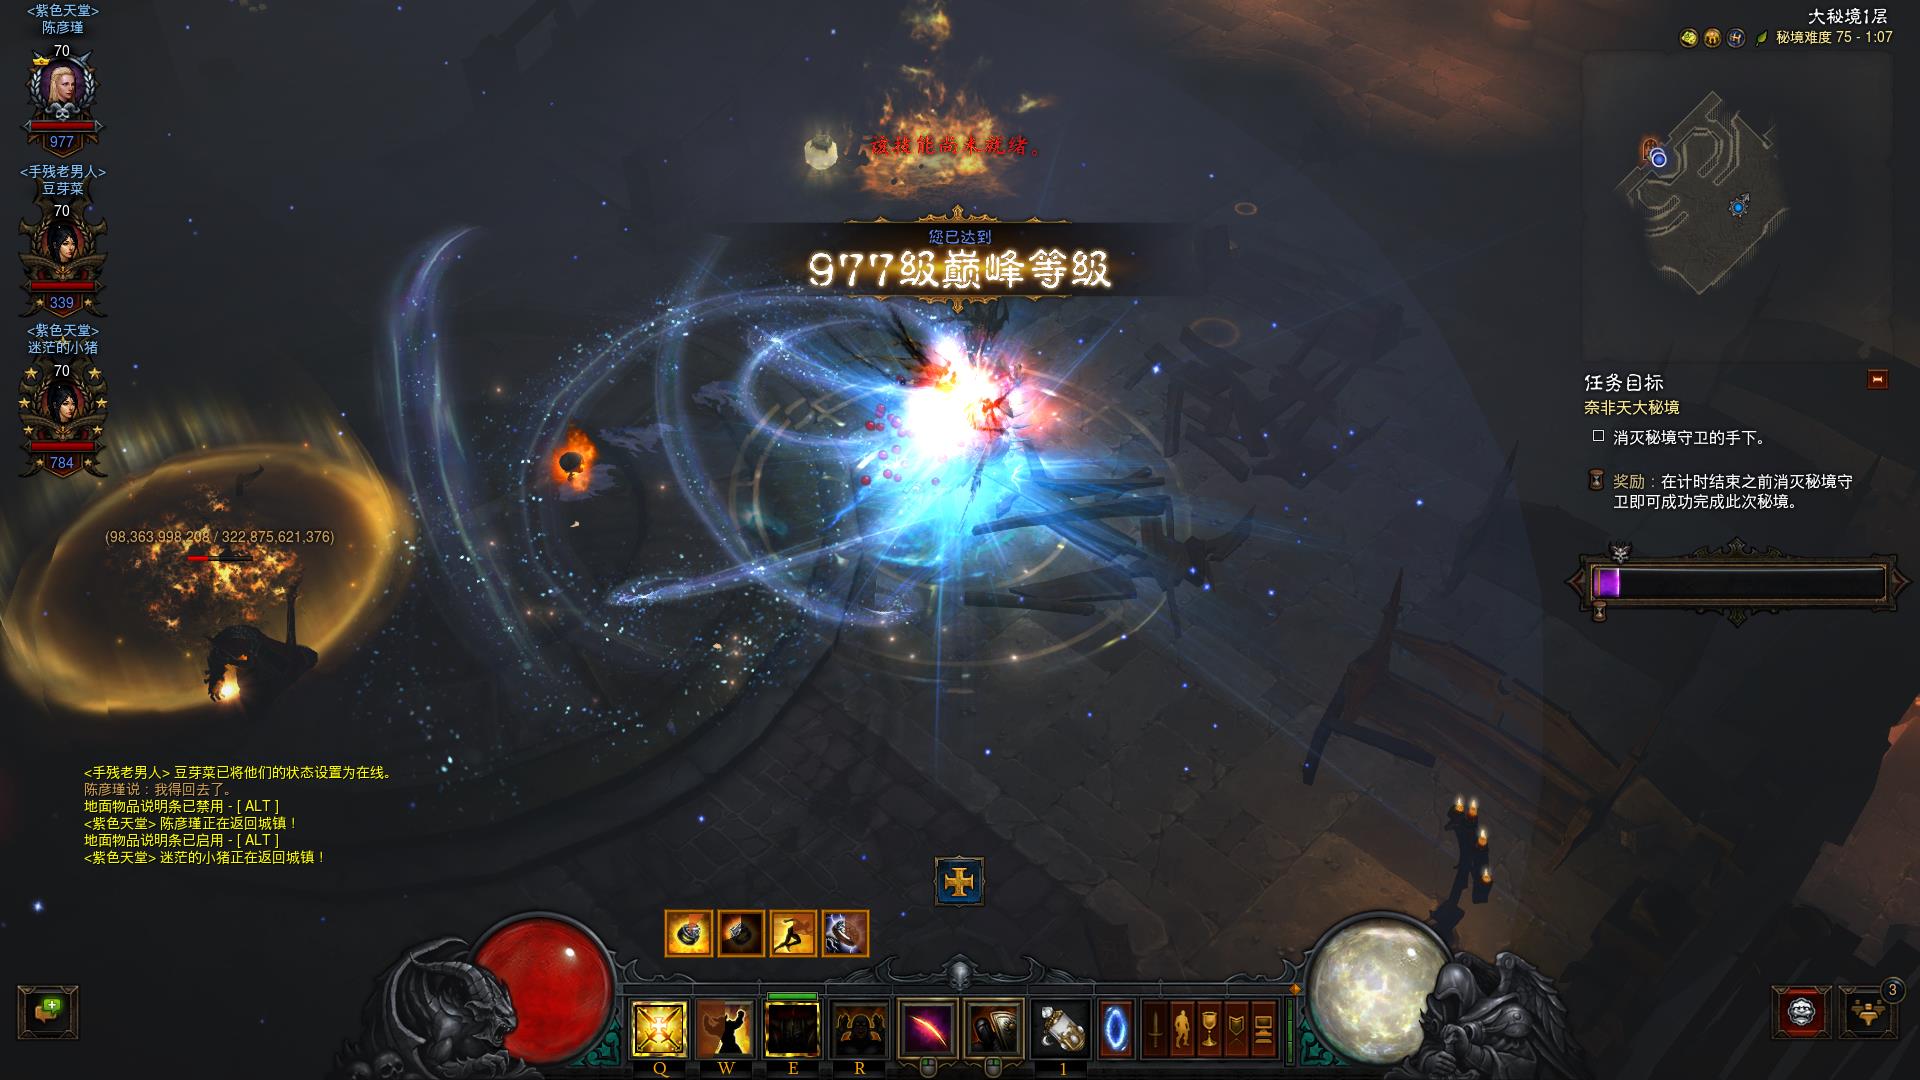 <紫色天堂>
陈彦瑾
70
977
<手残老男人>
豆芽菜
70
339
<紫色天堂>
迷茫的小猪
70
784
该技能尚未就绪。
您已达到
977级巅峰等级
大秘境1层
秘境难度 75 - 1:07
任务目标
奈非天大秘境
消灭秘境守卫的手下。
奖励：在计时结束之前消灭秘境守
卫即可成功完成此次秘境。
(98,363,998,208 / 322,875,621,376)
<手残老男人> 豆芽菜已将他们的状态设置为在线。
陈彦瑾说：我得回去了。
地面物品说明条已禁用 - [ ALT ]
<紫色天堂> 陈彦瑾正在返回城镇！
地面物品说明条已启用 - [ ALT ]
<紫色天堂> 迷茫的小猪正在返回城镇！
Q W E R 1
3